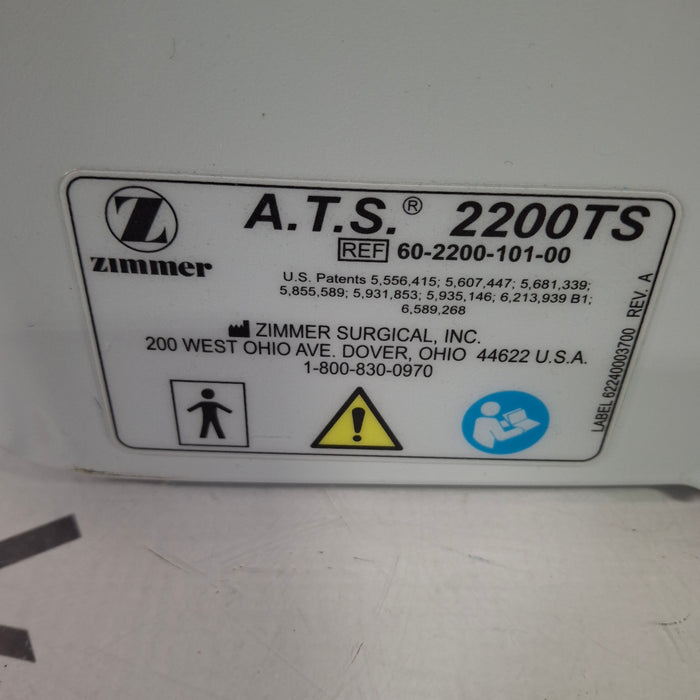 Z
zimmer
A.T.S.® 2200TS
REF 60-2200-101-00
U.S. Patents 5,556,415; 5,607,447; 5,681,339;
5,855,589; 5,931,853; 5,935,146; 6,213,939 B1;
6,589,268
ZIMMER SURGICAL, INC.
200 WEST OHIO AVE. DOVER, OHIO 44622 U.S.A.
1-800-830-0970
!
LABEL 62240003700 REV. A